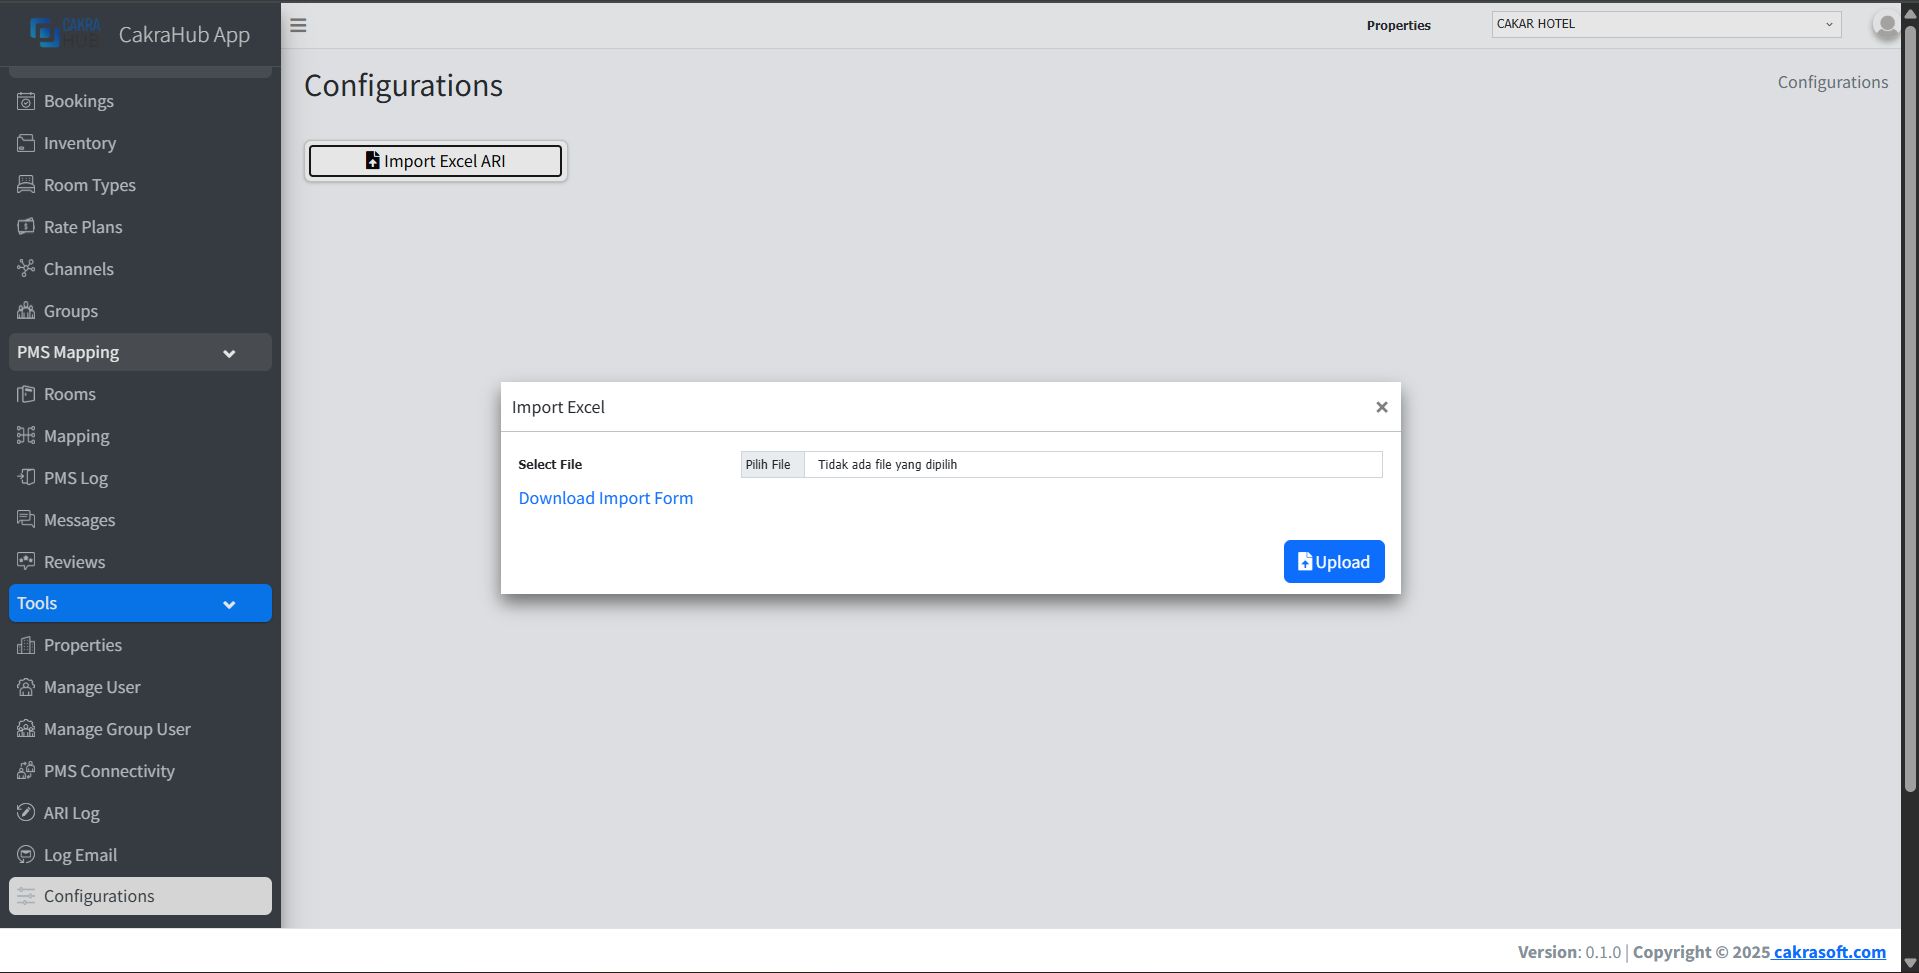 CAKRA
HUB
CakraHub App
Properties
CAKAR HOTEL
Configurations
Configurations
Import Excel ARI
Bookings
Inventory
Room Types
Rate Plans
Channels
Groups
PMS Mapping
Rooms
Mapping
PMS Log
Messages
Reviews
Tools
Properties
Manage User
Manage Group User
PMS Connectivity
ARI Log
Log Email
Configurations
Import Excel
×
Select File
Pilih File
Tidak ada file yang dipilih
Download Import Form
Upload
Version: 0.1.0 | Copyright © 2025 cakrasoft.com